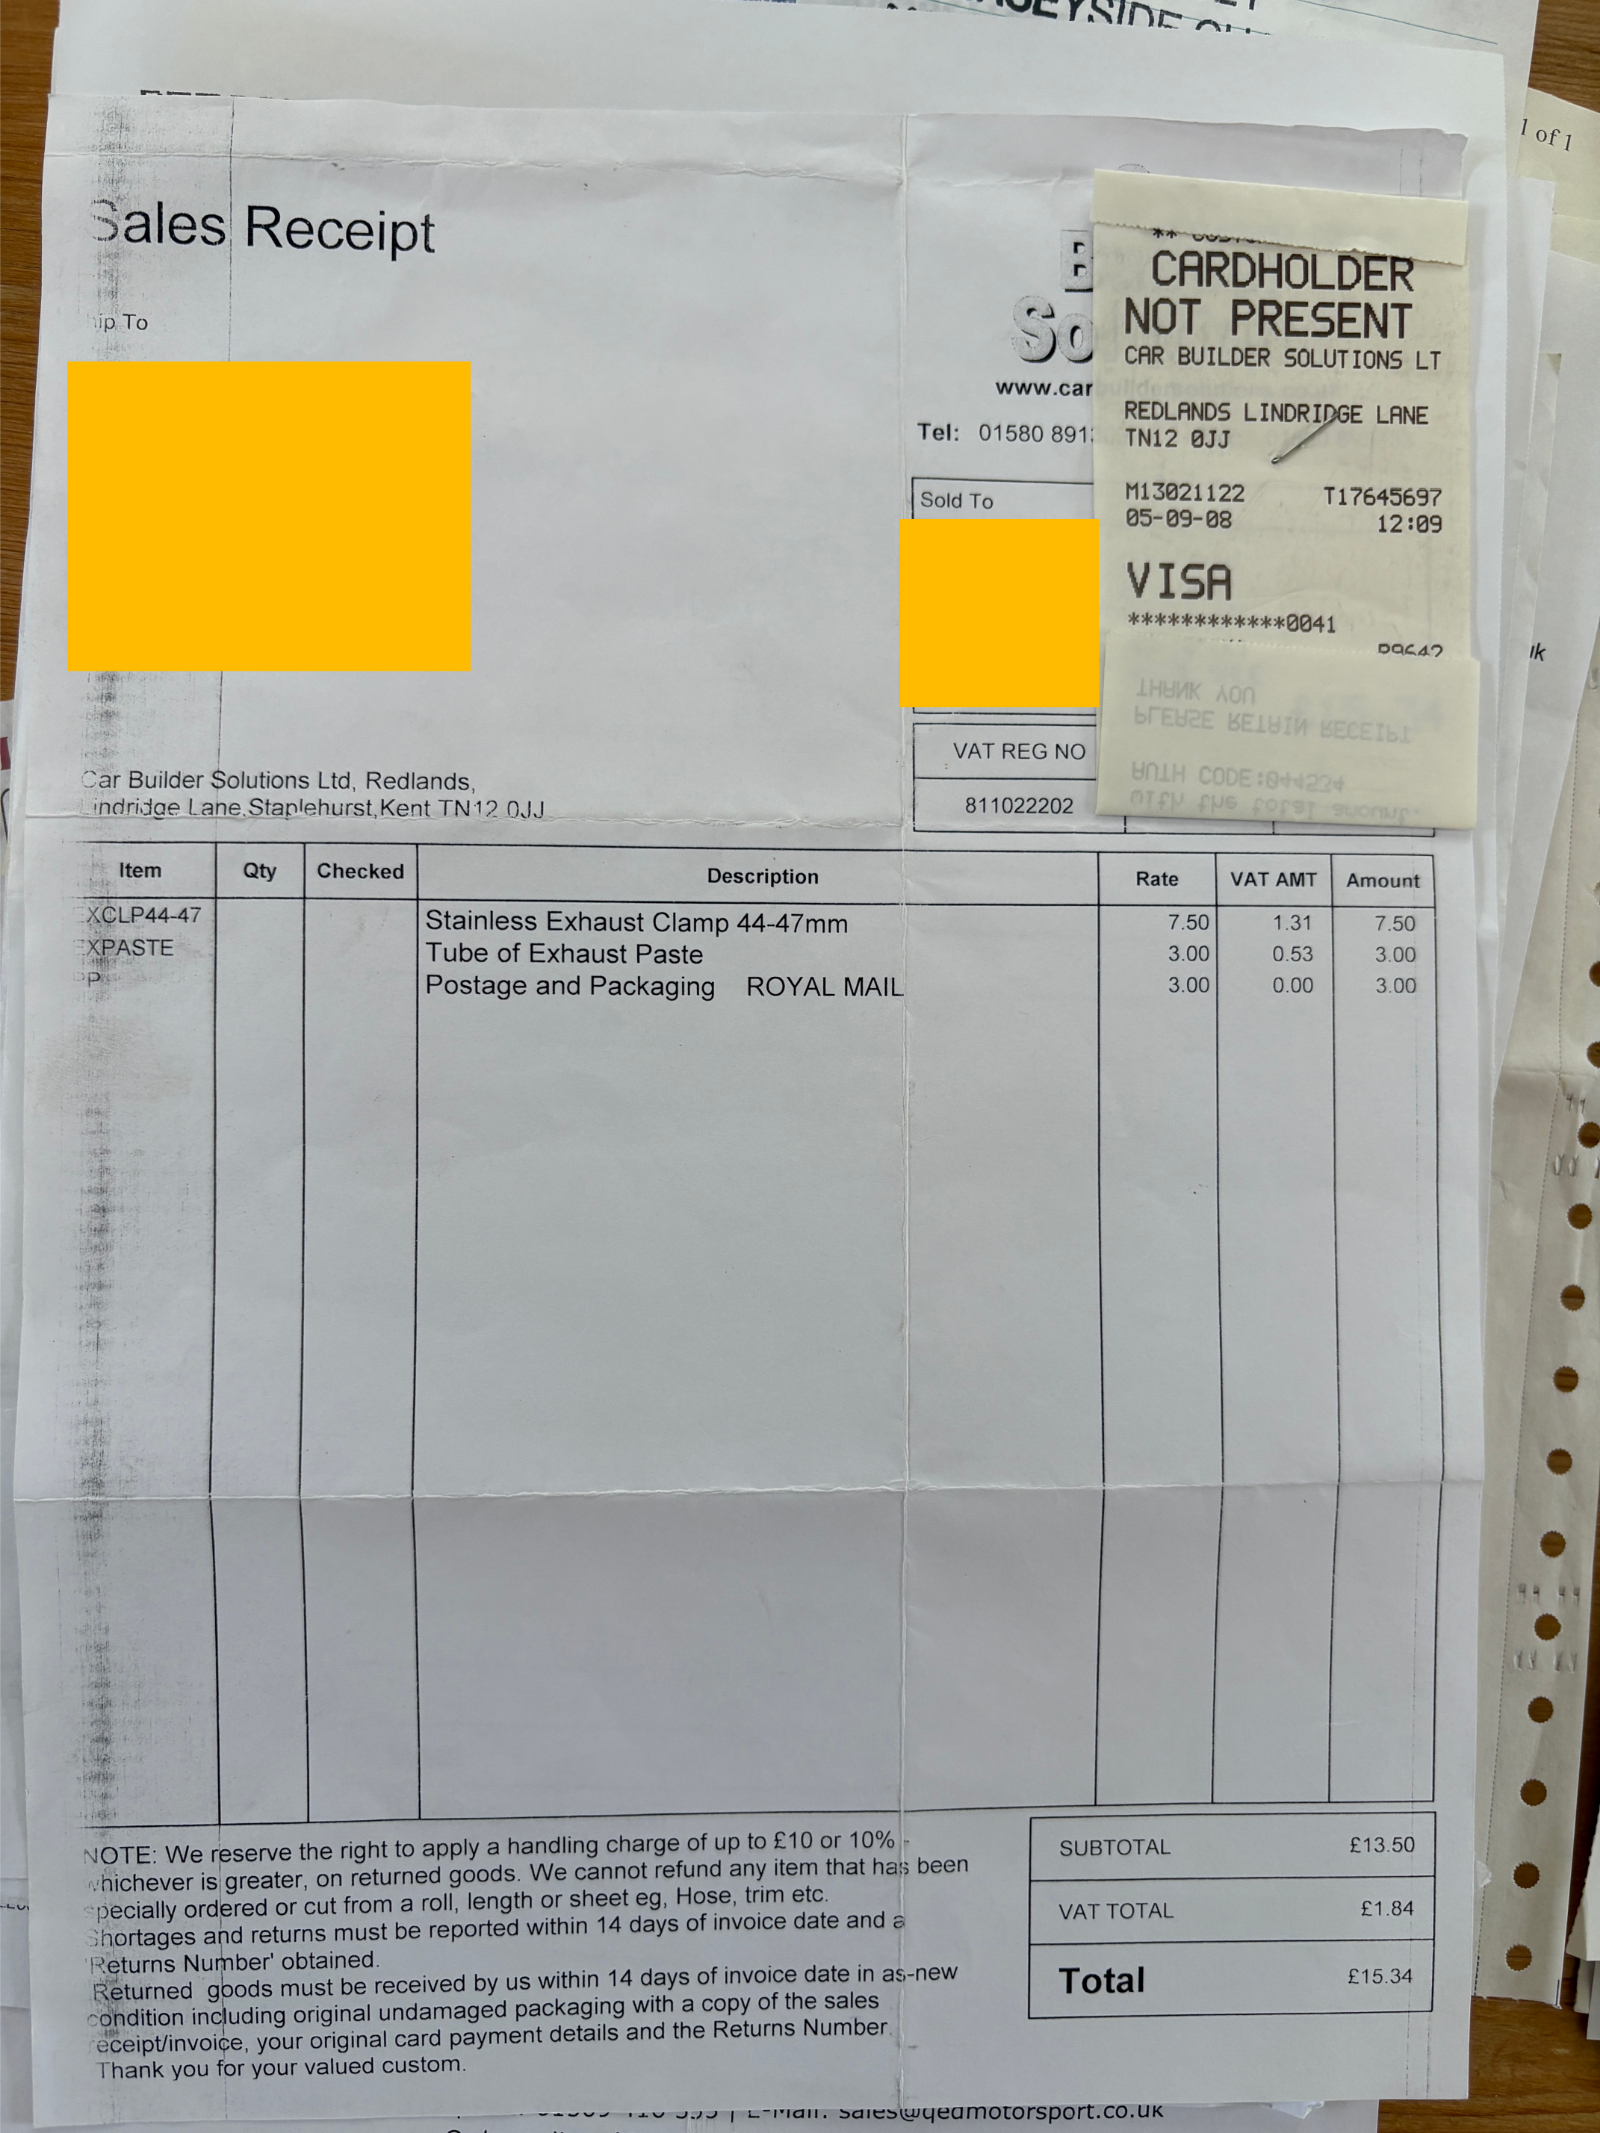 Sales Receipt
ip To
www.car
Tel: 01580 891
Sold To
VAT REG NO
811022202
CARDHOLDER
NOT PRESENT
CAR BUILDER SOLUTIONS LT
REDLANDS LINDRIDGE LANE
TN12 0JJ
M13021122 T17645697
05-09-08 12:09
VISA
************0041
THANK YOU
PLEASE RETAIN RECEIPT
AUTH CODE:044534
with the total amount.
Car Builder Solutions Ltd, Redlands,
Lindridge Lane,Staplehurst,Kent TN12 0JJ
Item Qty Checked Description Rate VAT AMT Amount
XCLP44-47 Stainless Exhaust Clamp 44-47mm 7.50 1.31 7.50
XPASTE Tube of Exhaust Paste 3.00 0.53 3.00
P Postage and Packaging ROYAL MAIL 3.00 0.00 3.00
NOTE: We reserve the right to apply a handling charge of up to £10 or 10% -
whichever is greater, on returned goods. We cannot refund any item that has been
specially ordered or cut from a roll, length or sheet eg, Hose, trim etc.
Shortages and returns must be reported within 14 days of invoice date and a
'Returns Number' obtained.
Returned goods must be received by us within 14 days of invoice date in as-new
condition including original undamaged packaging with a copy of the sales
receipt/invoice, your original card payment details and the Returns Number.
Thank you for your valued custom.
SUBTOTAL £13.50
VAT TOTAL £1.84
Total £15.34
1 of 1
E-Mail: sales@qedmotorsport.co.uk